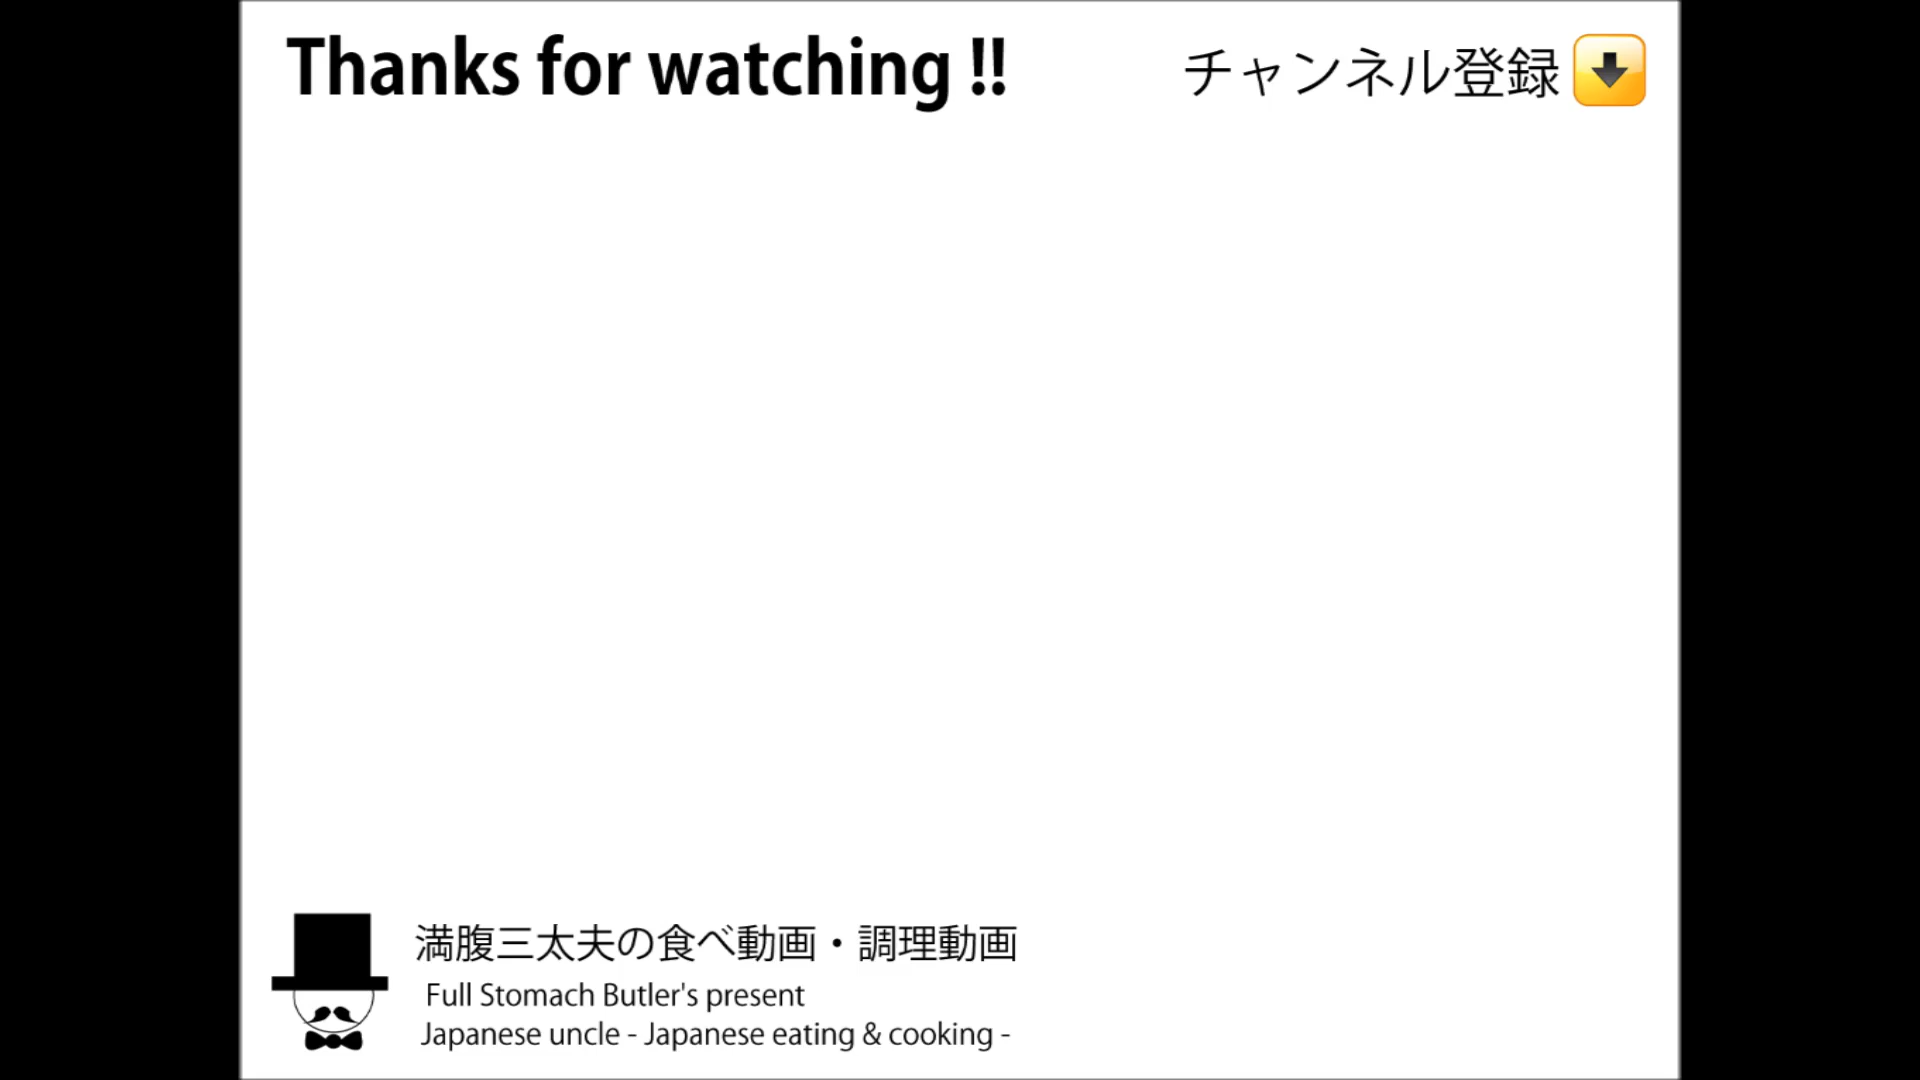 Thanks for watching !!
チャンネル登録
満腹三太夫の食べ動画・調理動画
Full Stomach Butler's present
Japanese uncle - Japanese eating & cooking -